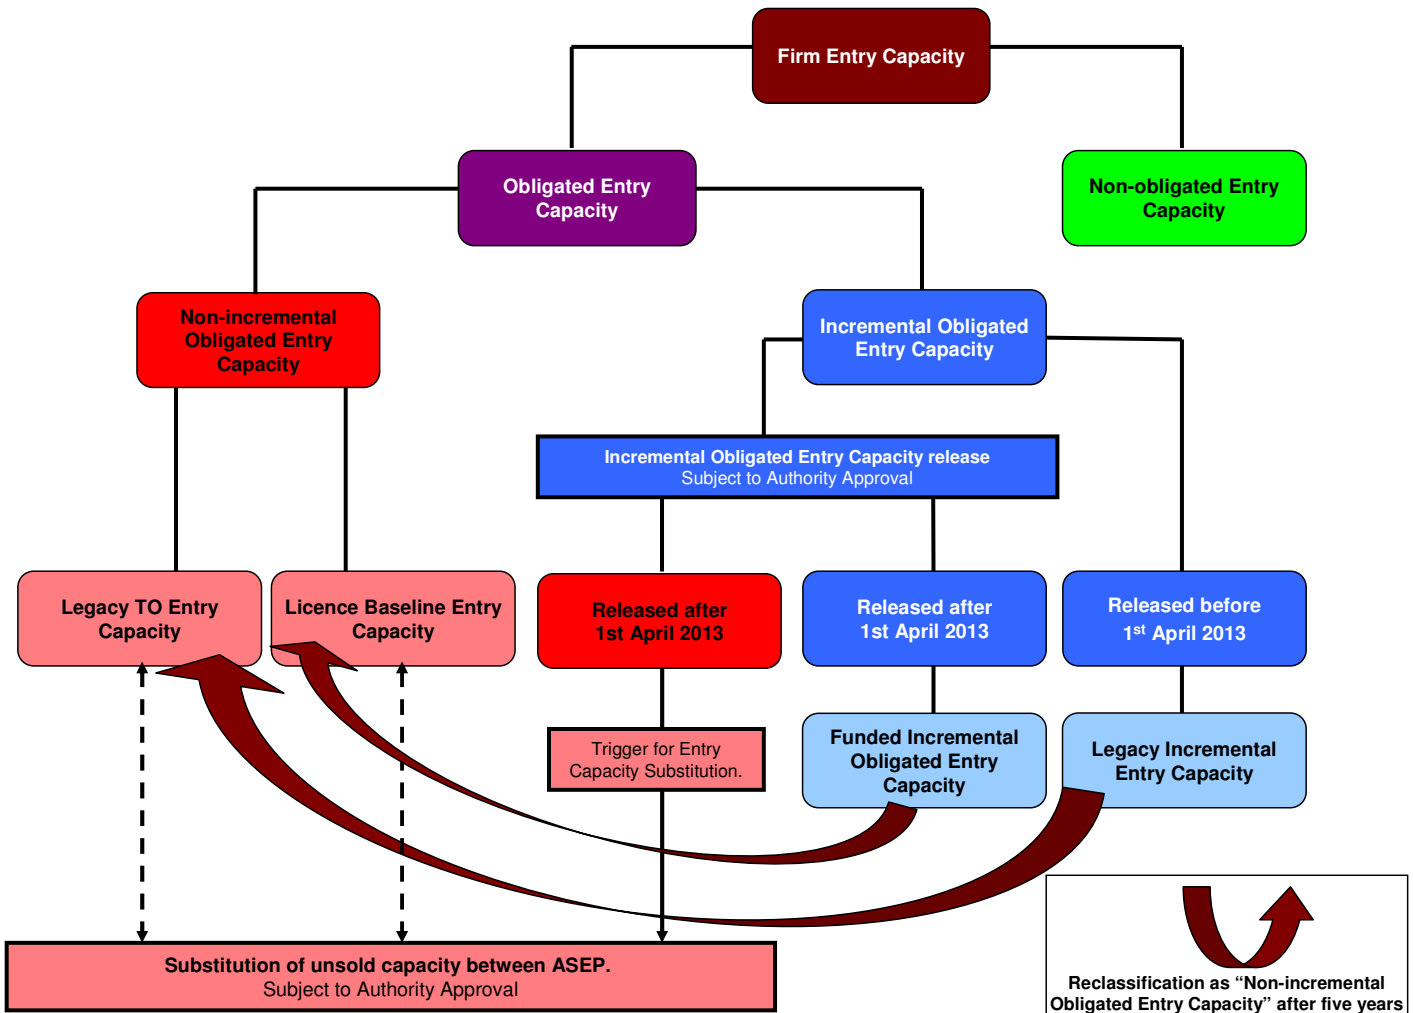 Firm Entry Capacity
Obligated Entry
Capacity
Non-obligated Entry
Capacity
Non-incremental
Obligated Entry
Capacity
Incremental Obligated
Entry Capacity
Incremental Obligated Entry Capacity release
Subject to Authority Approval
Legacy TO Entry
Capacity
Licence Baseline Entry
Capacity
Released after
1st April 2013
Released after
1st April 2013
Released before
1st April 2013
Trigger for Entry
Capacity Substitution.
Funded Incremental
Obligated Entry
Capacity
Legacy Incremental
Entry Capacity
Substitution of unsold capacity between ASEP.
Subject to Authority Approval
Reclassification as “Non-incremental
Obligated Entry Capacity” after five years